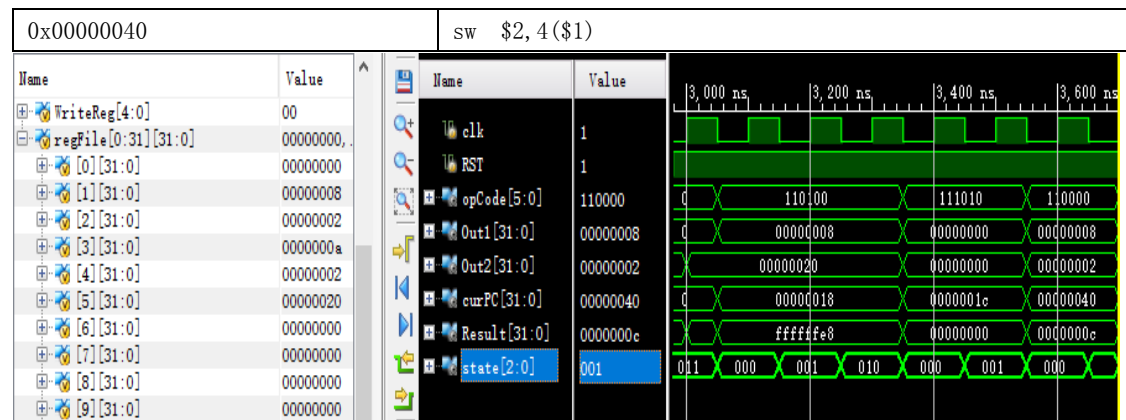 0x00000040 sw $2,4($1)
Name Value
WriteReg[4:0] 00
regFile[0:31][31:0] 00000000,.
[0][31:0] 00000000
[1][31:0] 00000008
[2][31:0] 00000002
[3][31:0] 0000000a
[4][31:0] 00000002
[5][31:0] 00000020
[6][31:0] 00000000
[7][31:0] 00000000
[8][31:0] 00000000
[9][31:0] 00000000
Name Value
3,000 ns 3,200 ns 3,400 ns 3,600 ns
clk 1
RST 1
opCode[5:0] 110000 110100 111010 110000
Out1[31:0] 00000008 00000008 00000000 00000008
Out2[31:0] 00000002 00000020 00000000 00000002
curPC[31:0] 00000040 00000018 0000001c 00000040
Result[31:0] 0000000c ffffffe8 00000000 0000000c
state[2:0] 001 011 000 001 010 000 001 000